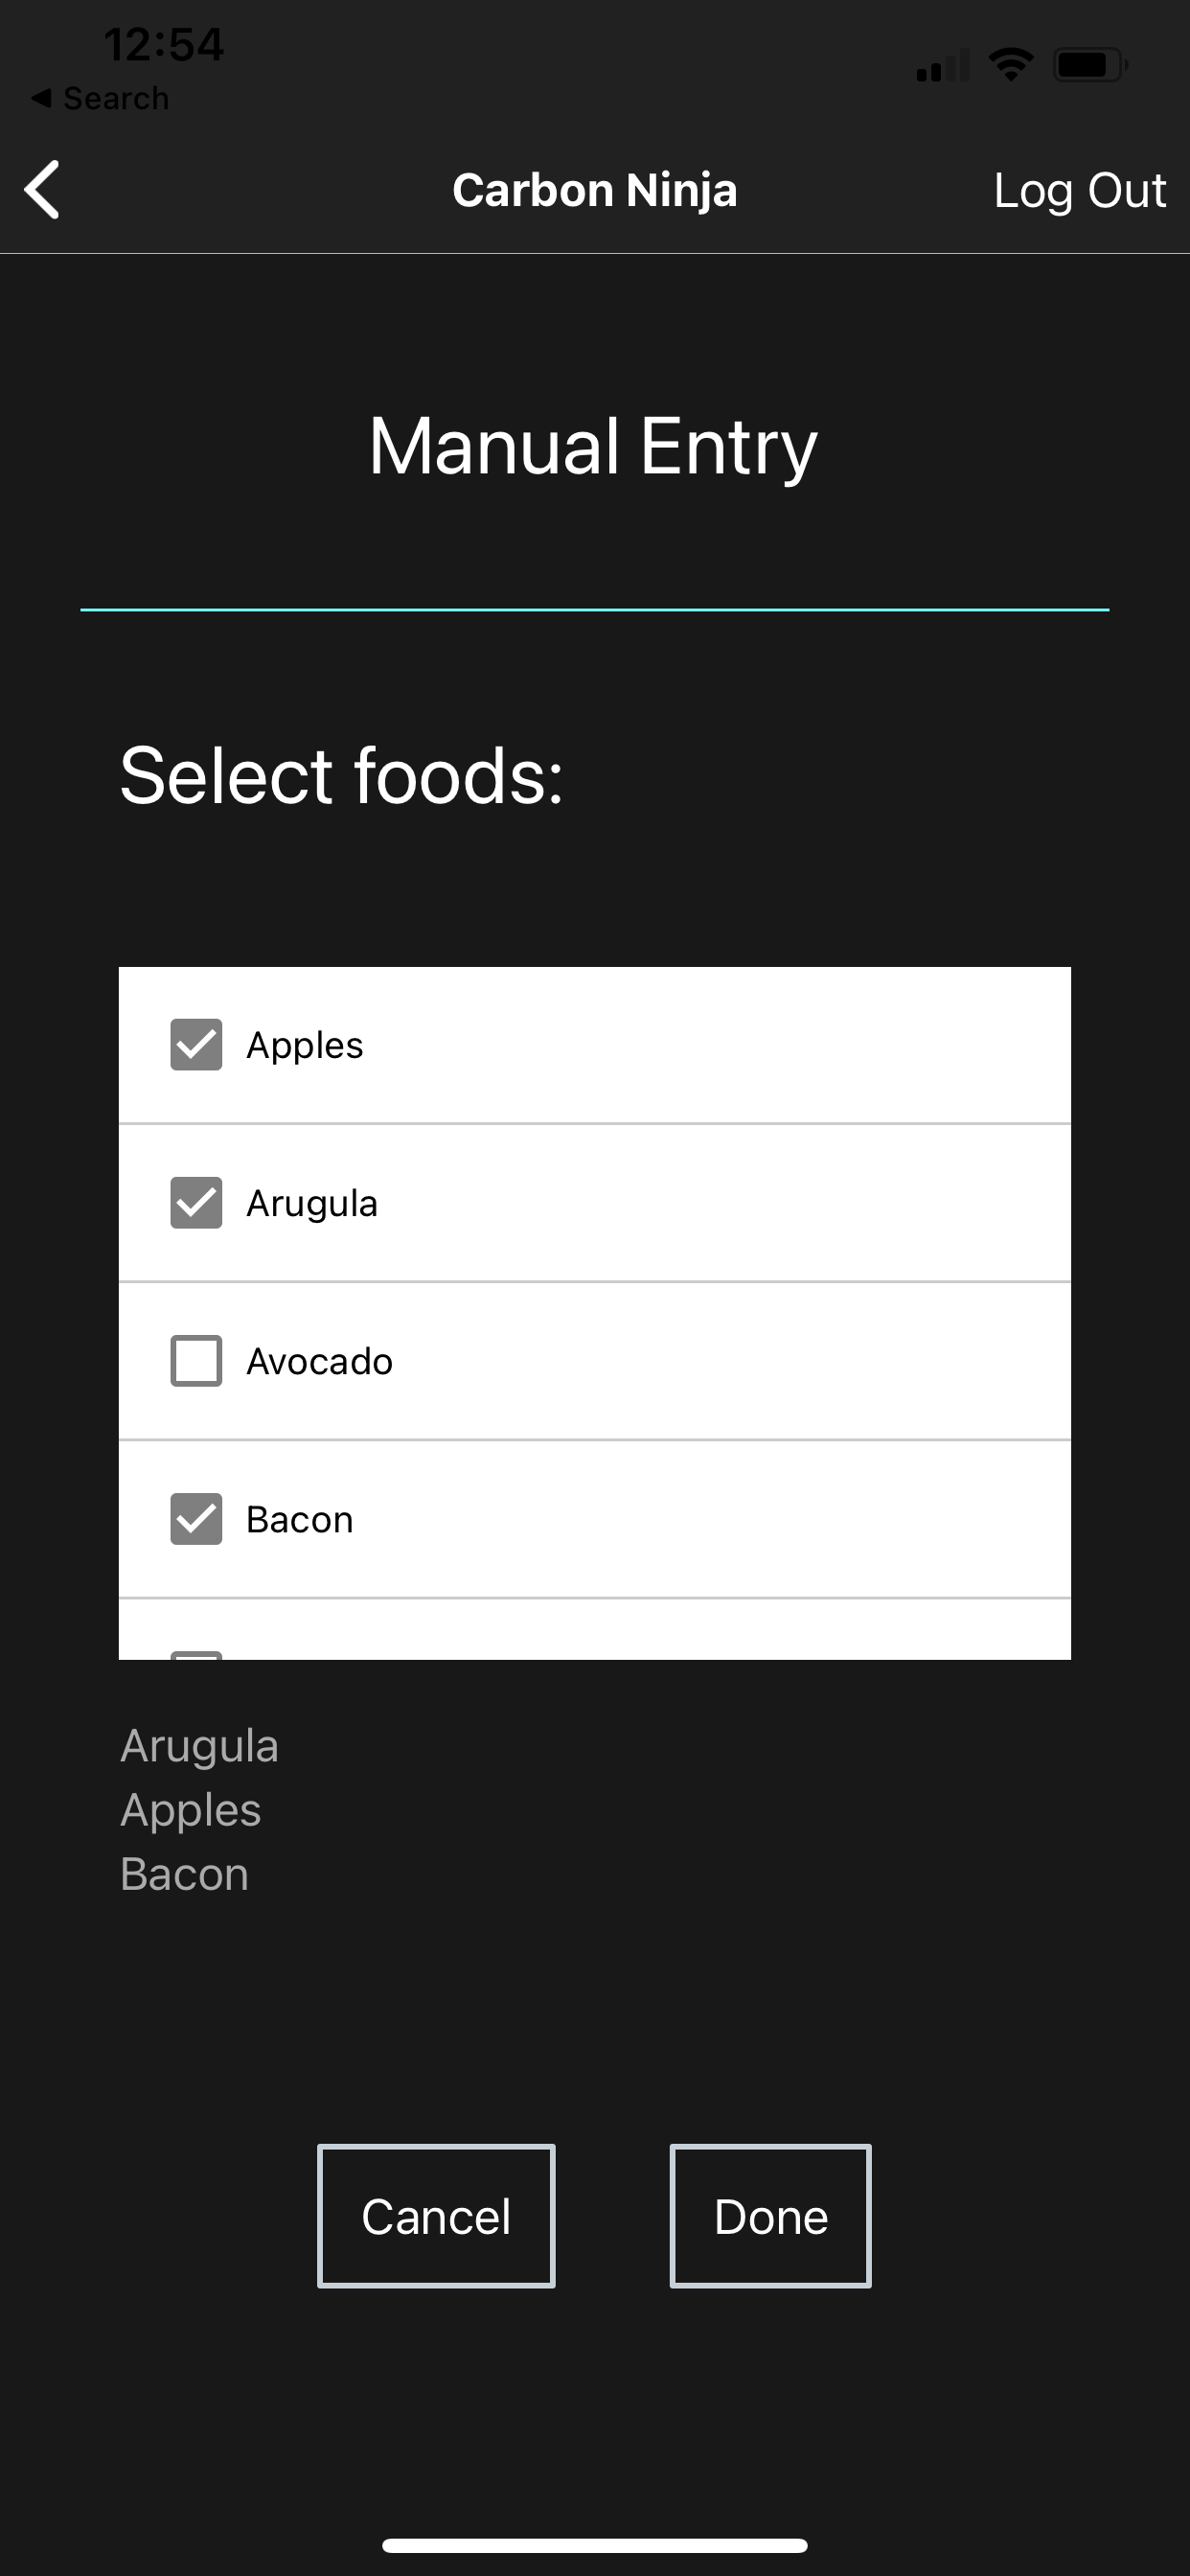 12:54
Search
Carbon Ninja
Log Out
Manual Entry
Select foods:
Apples
Arugula
Avocado
Bacon
Arugula
Apples
Bacon
Cancel
Done